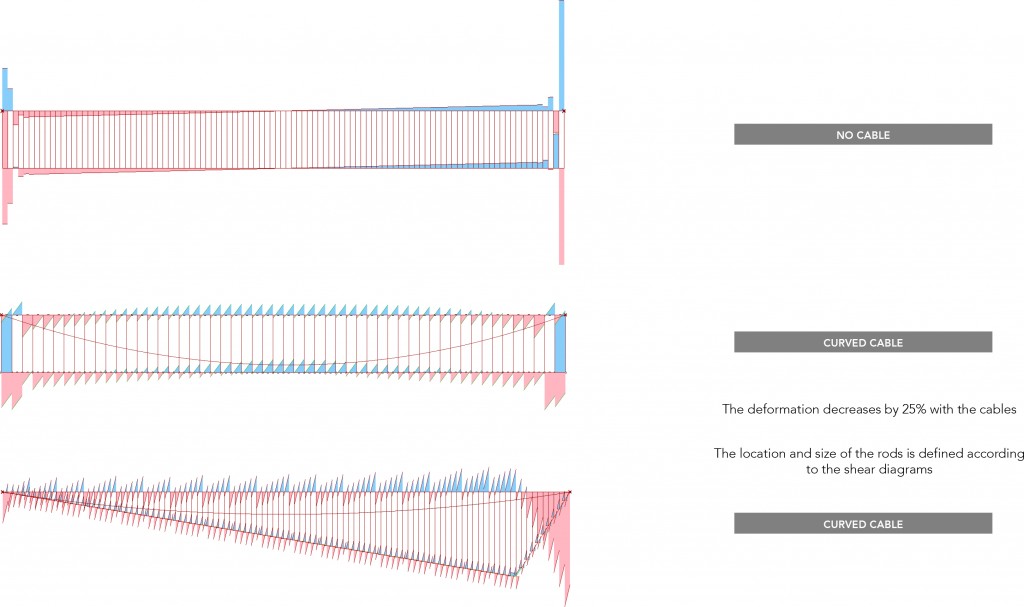 NO CABLE
CURVED CABLE
The deformation decreases by 25% with the cables
The location and size of the rods is defined according
to the shear diagrams
CURVED CABLE